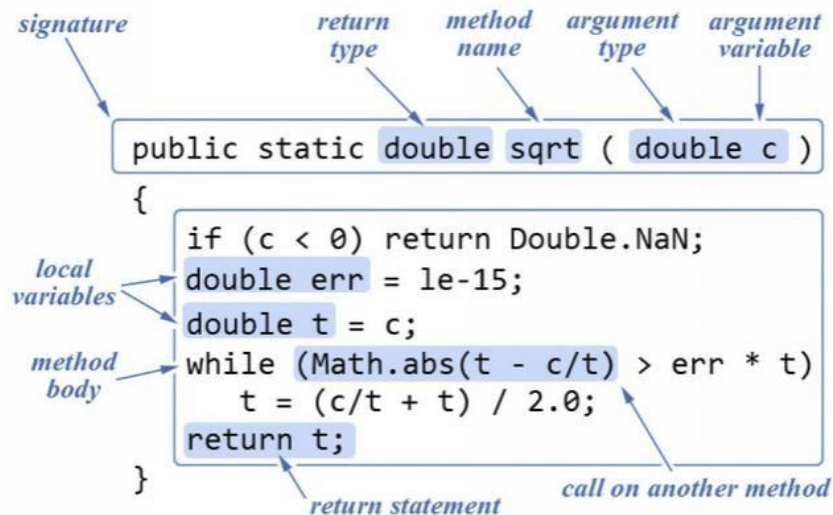 signature
return type
method name
argument type
argument variable
public static double sqrt ( double c )
{
if (c < 0) return Double.NaN;
double err = le-15;
double t = c;
while (Math.abs(t - c/t) > err * t)
t = (c/t + t) / 2.0;
return t;
}
local variables
method body
return statement
call on another method